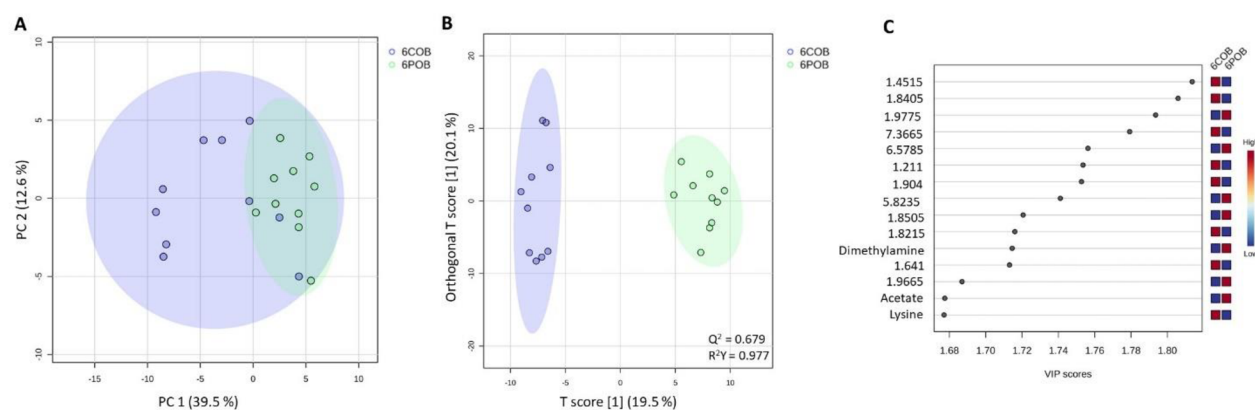 A
6COB
6POB
10
5
0
-5
-10
PC 2 (12.6 %)
-15
-10
-5
0
5
10
PC 1 (39.5 %)
B
6COB
6POB
20
10
0
-10
-20
Orthogonal T score [1] (20.1 %)
Q² = 0.679
R²Y = 0.977
-10
-5
0
5
10
T score [1] (19.5 %)
C
6COB
6POB
1.4515
1.8405
1.9775
7.3665
6.5785
1.211
1.904
5.8235
1.8505
1.8215
Dimethylamine
1.641
1.9665
Acetate
Lysine
High
Low
1.68
1.70
1.72
1.74
1.76
1.78
1.80
VIP scores